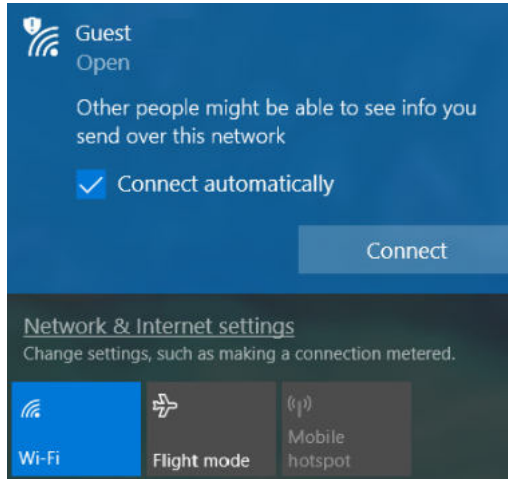 Guest
Open
Other people might be able to see info you
send over this network
Connect automatically
Connect
Network & Internet settings
Change settings, such as making a connection metered.
Wi-Fi
Flight mode
Mobile
hotspot